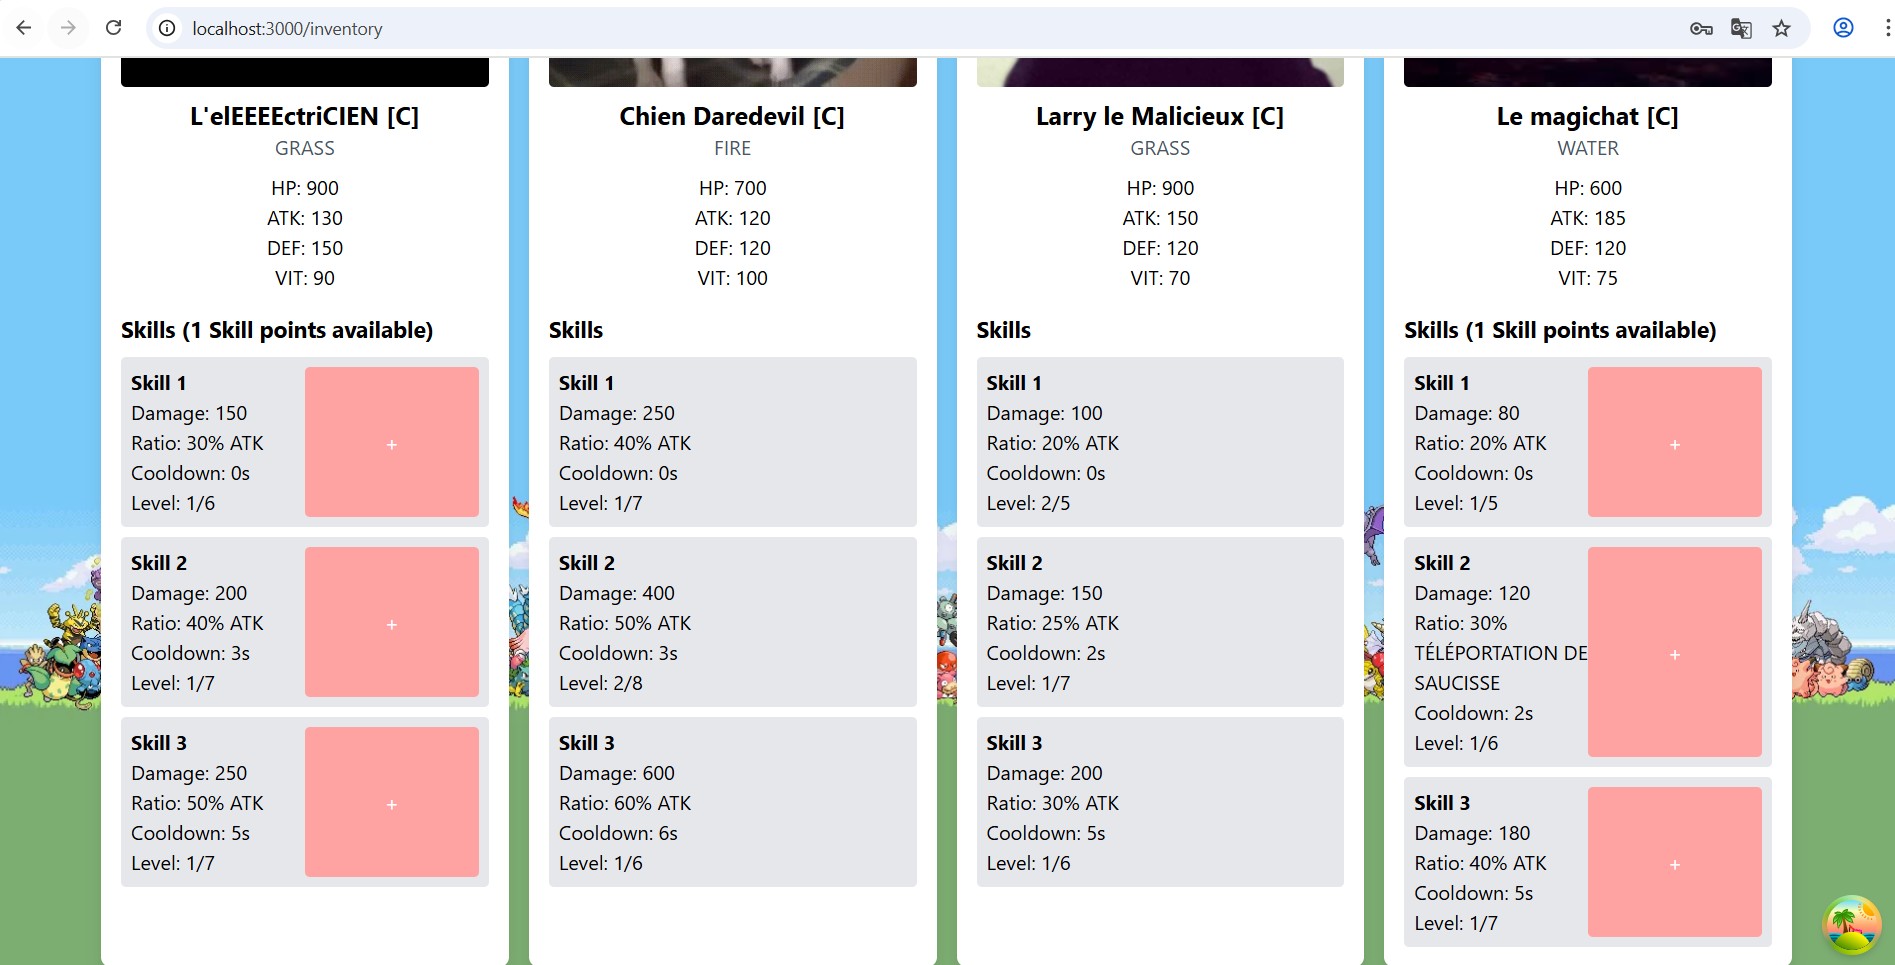 localhost:3000/inventory
L'elEEEEctriCIEN [C]
GRASS
HP: 900
ATK: 130
DEF: 150
VIT: 90
Skills (1 Skill points available)
Skill 1
Damage: 150
Ratio: 30% ATK
Cooldown: 0s
Level: 1/6
+
Skill 2
Damage: 200
Ratio: 40% ATK
Cooldown: 3s
Level: 1/7
+
Skill 3
Damage: 250
Ratio: 50% ATK
Cooldown: 5s
Level: 1/7
+
Chien Daredevil [C]
FIRE
HP: 700
ATK: 120
DEF: 120
VIT: 100
Skills
Skill 1
Damage: 250
Ratio: 40% ATK
Cooldown: 0s
Level: 1/7
Skill 2
Damage: 400
Ratio: 50% ATK
Cooldown: 3s
Level: 2/8
Skill 3
Damage: 600
Ratio: 60% ATK
Cooldown: 6s
Level: 1/6
Larry le Malicieux [C]
GRASS
HP: 900
ATK: 150
DEF: 120
VIT: 70
Skills
Skill 1
Damage: 100
Ratio: 20% ATK
Cooldown: 0s
Level: 2/5
Skill 2
Damage: 150
Ratio: 25% ATK
Cooldown: 2s
Level: 1/7
Skill 3
Damage: 200
Ratio: 30% ATK
Cooldown: 5s
Level: 1/6
Le magichat [C]
WATER
HP: 600
ATK: 185
DEF: 120
VIT: 75
Skills (1 Skill points available)
Skill 1
Damage: 80
Ratio: 20% ATK
Cooldown: 0s
Level: 1/5
+
Skill 2
Damage: 120
Ratio: 30%
TÉLÉPORTATION DE
SAUCISSE
Cooldown: 2s
Level: 1/6
+
Skill 3
Damage: 180
Ratio: 40% ATK
Cooldown: 5s
Level: 1/7
+